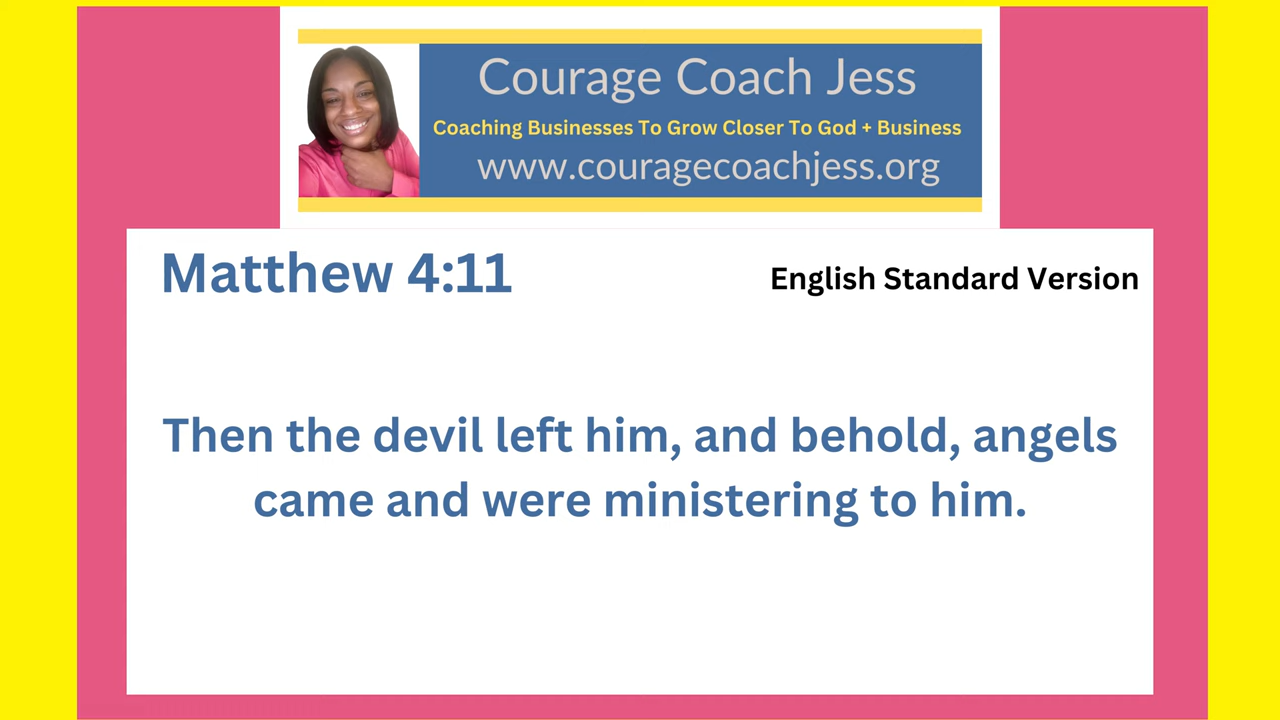 Courage Coach Jess
Coaching Businesses To Grow Closer To God + Business
www.couragecoachjess.org
Matthew 4:11
English Standard Version
Then the devil left him, and behold, angels
came and were ministering to him.